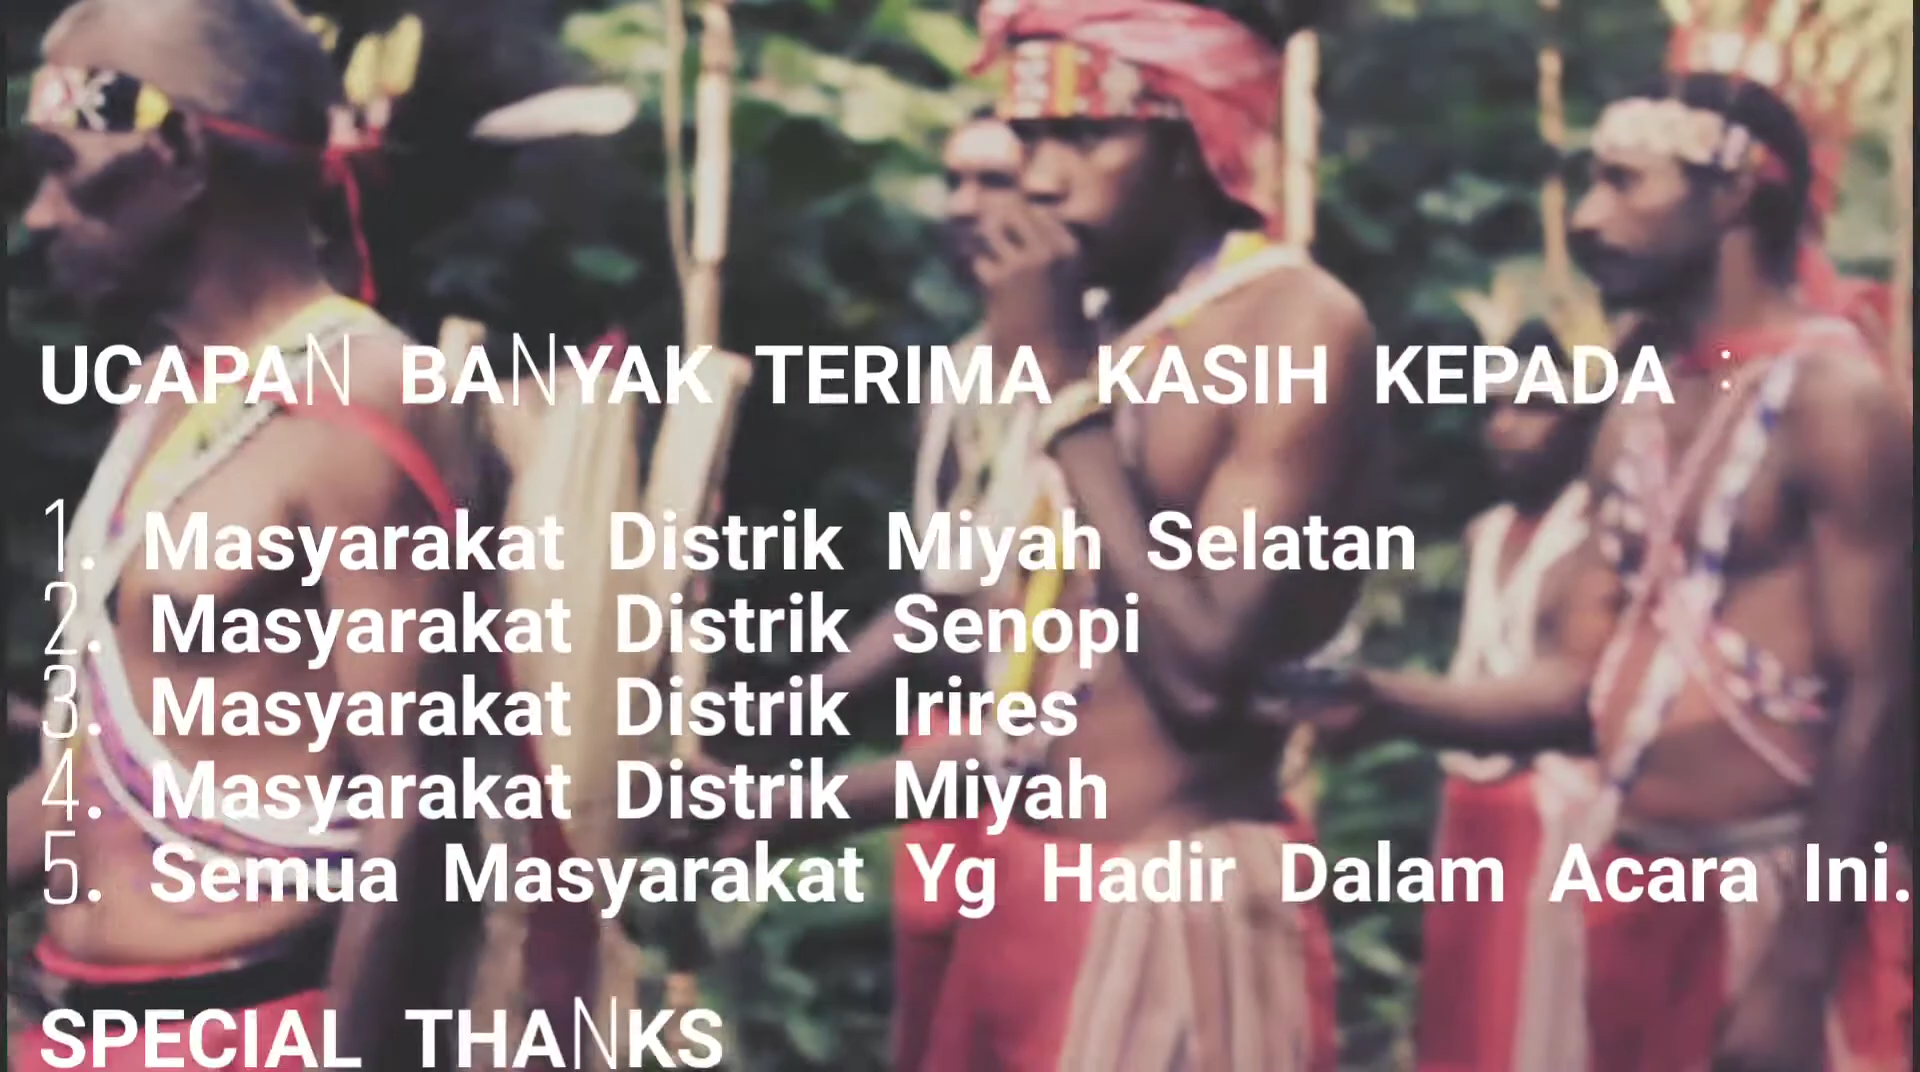 UCAPAN BANYAK TERIMA KASIH KEPADA :
1. Masyarakat Distrik Miyah Selatan
2. Masyarakat Distrik Senopi
3. Masyarakat Distrik Irires
4. Masyarakat Distrik Miyah
5. Semua Masyarakat Yg Hadir Dalam Acara Ini.
SPECIAL THANKS